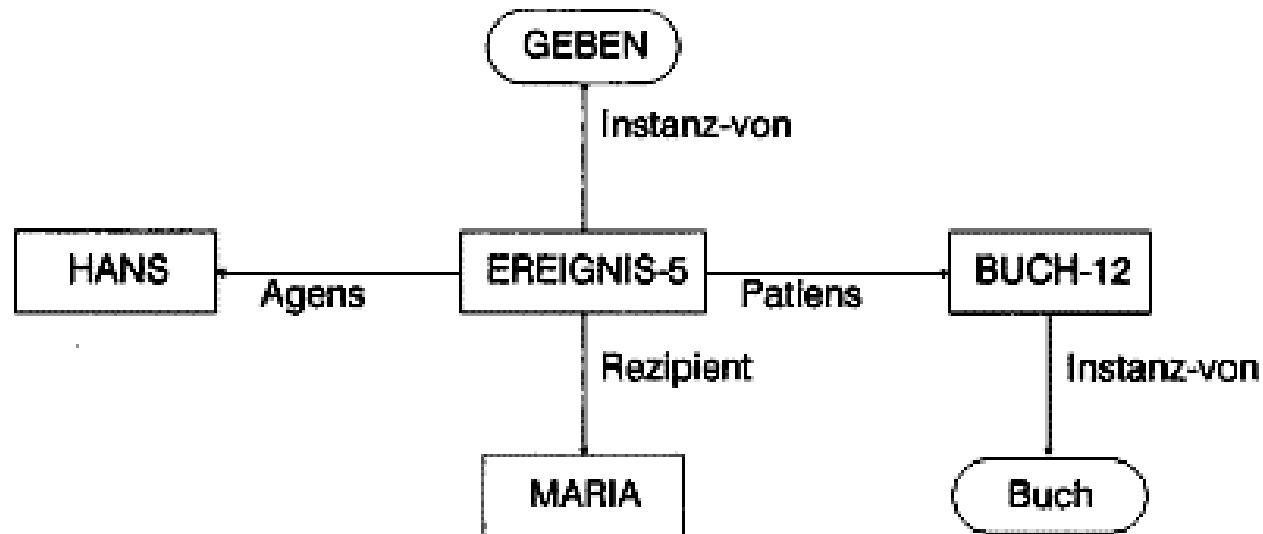 GEBEN
Instanz-von
HANS
EREIGNIS-5
BUCH-12
Agens
Patiens
Rezipient
Instanz-von
MARIA
Buch